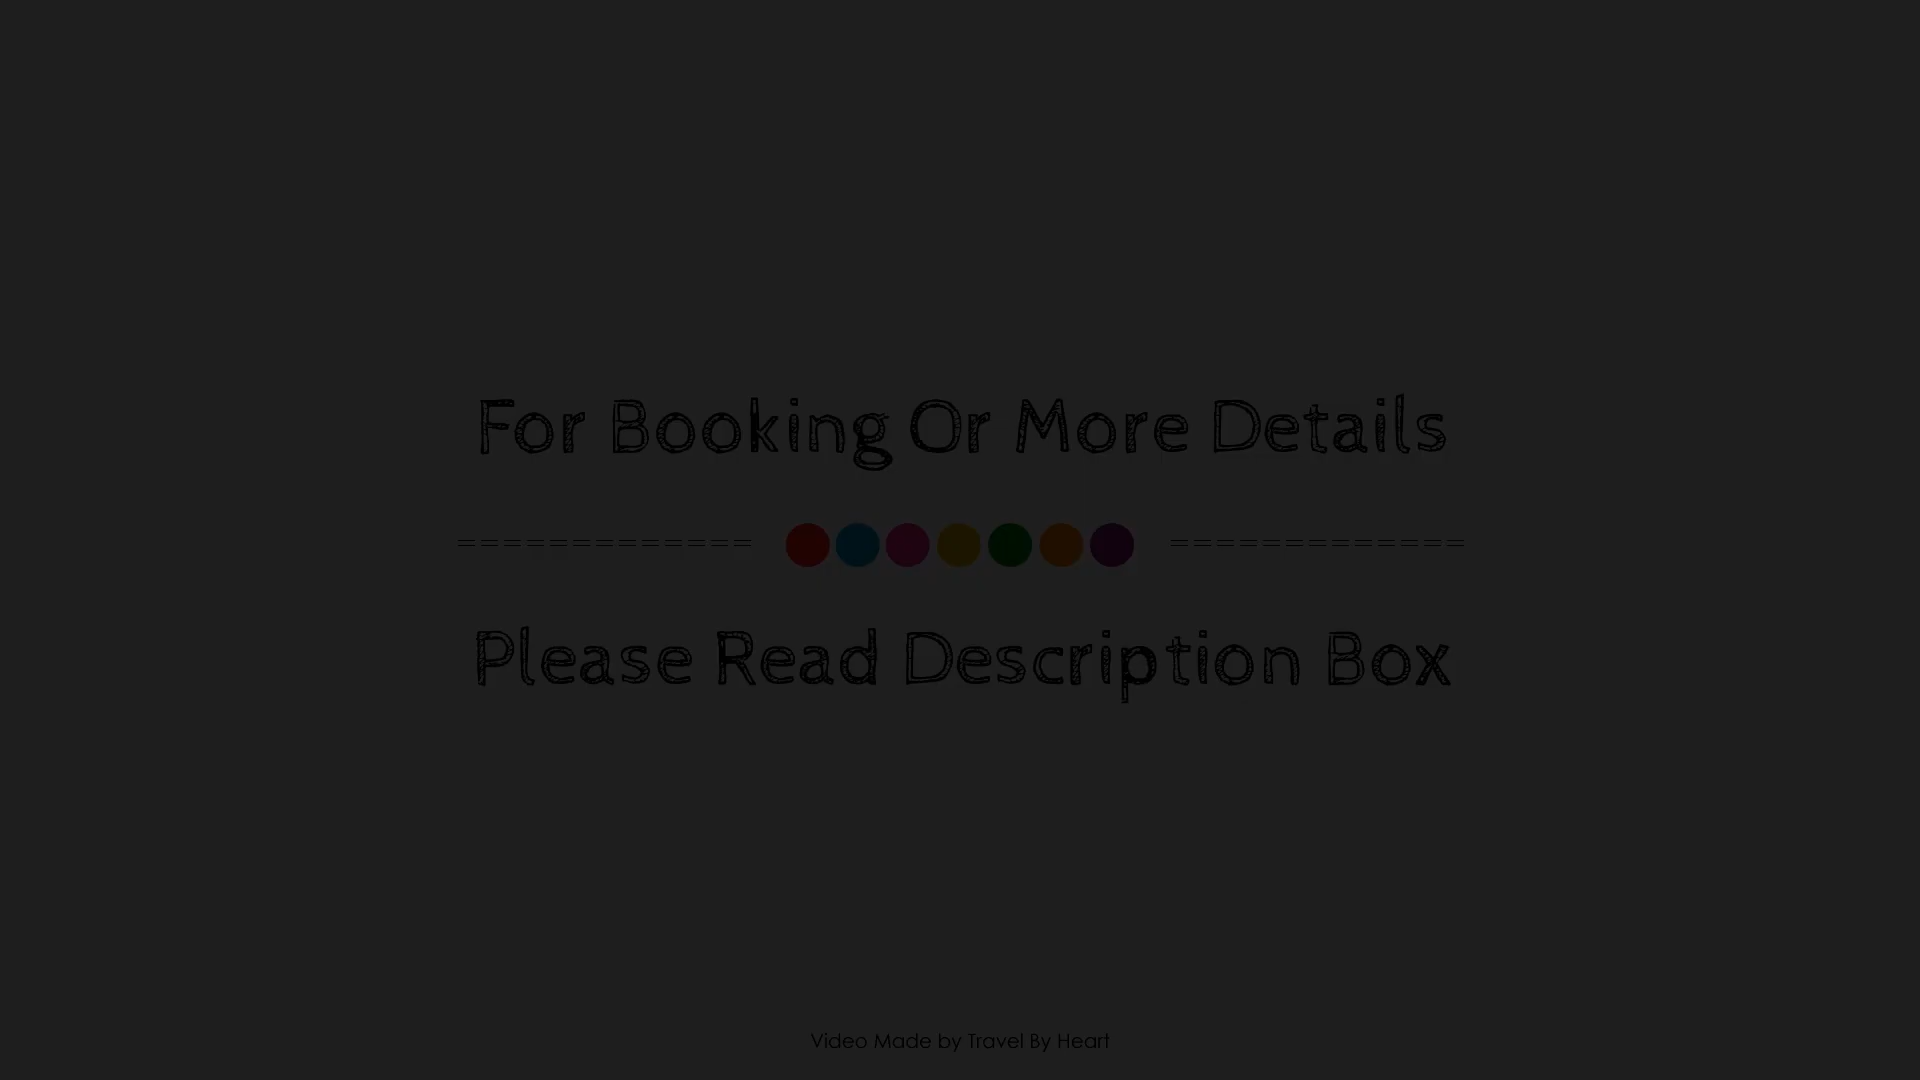 For Booking Or More Details
============= =============
Please Read Description Box
Video Made by Travel By Heart